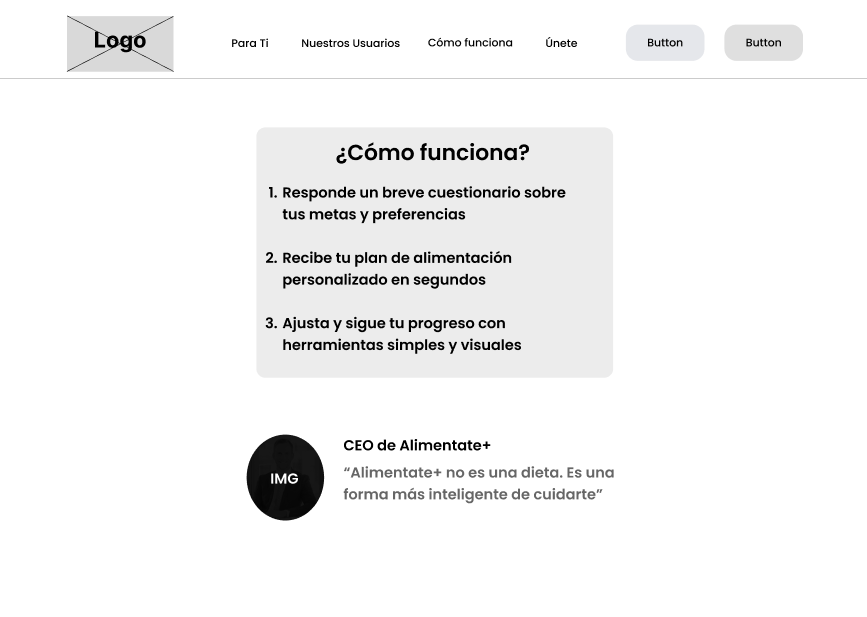 Logo
Para Ti
Nuestros Usuarios
Cómo funciona
Únete
Button
Button
¿Cómo funciona?
1. Responde un breve cuestionario sobre
tus metas y preferencias
2. Recibe tu plan de alimentación
personalizado en segundos
3. Ajusta y sigue tu progreso con
herramientas simples y visuales
IMG
CEO de Alimentate+
“Alimentate+ no es una dieta. Es una
forma más inteligente de cuidarte”